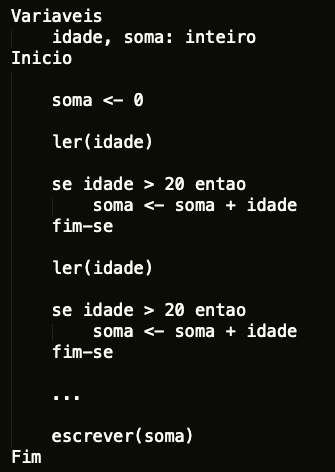 Variaveis
    idade, soma: inteiro
Inicio
    soma <- 0
    ler(idade)
    se idade > 20 entao
        soma <- soma + idade
    fim-se
    ler(idade)
    se idade > 20 entao
        soma <- soma + idade
    fim-se
    ...
    escrever(soma)
Fim